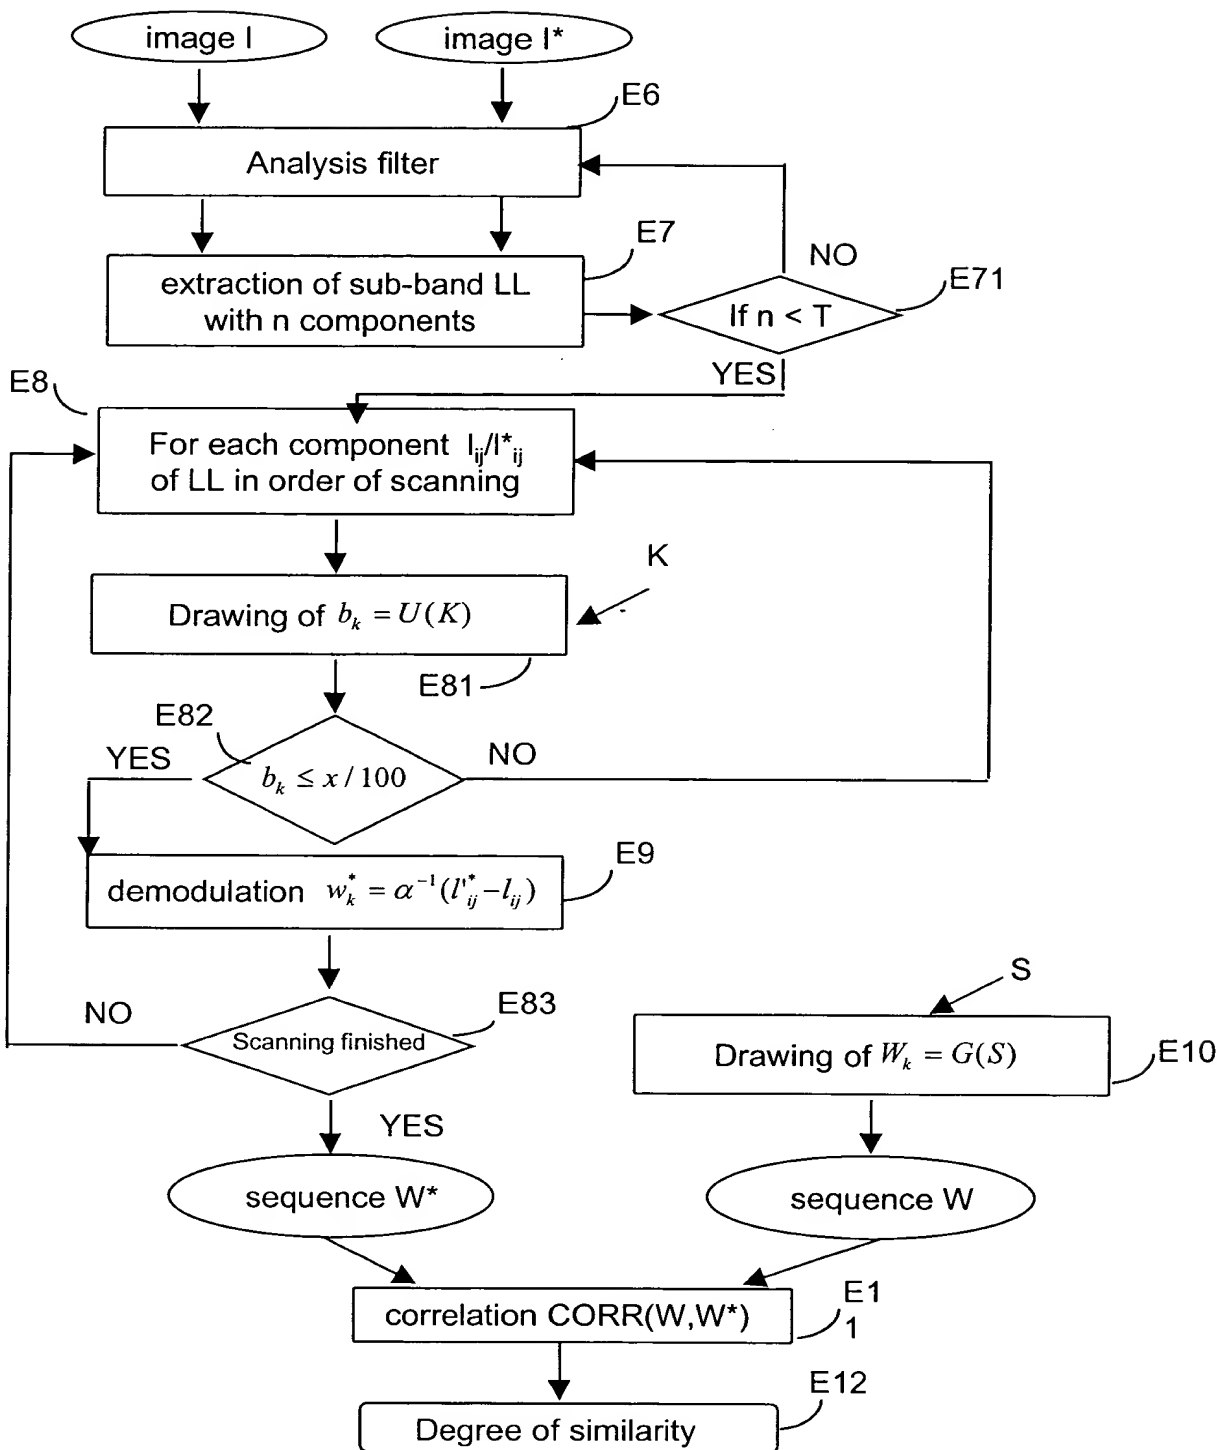 image I
image I*
E6
Analysis filter
E7
extraction of sub-band LL
with n components
NO
E71
If n < T
YES
E8
For each component l_ij/l*_ij
of LL in order of scanning
K
Drawing of b_k = U(K)
E81
E82
YES
NO
b_k ≤ x / 100
E9
demodulation w*_k = α⁻¹(l'*_ij − l_ij)
S
NO
E83
Scanning finished
Drawing of W_k = G(S)
E10
YES
sequence W*
sequence W
E1
1
correlation CORR(W,W*)
E12
Degree of similarity